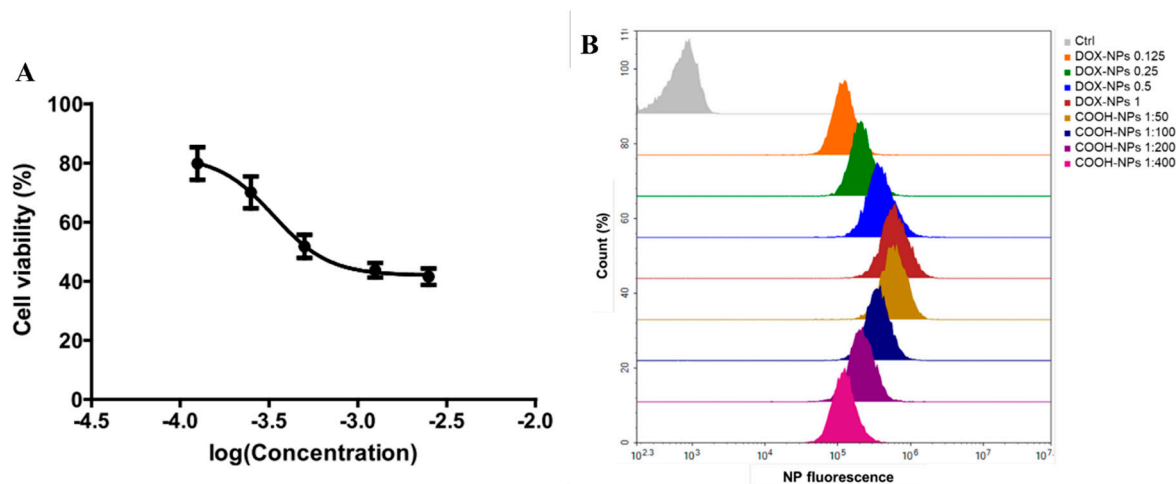 A
100
80
60
40
20
0
Cell viability (%)
-4.5 -4.0 -3.5 -3.0 -2.5 -2.0
log(Concentration)
B
100
80
60
40
20
0
Count (%)
10^2.3 10^3 10^4 10^5 10^6 10^7
NP fluorescence
Ctrl
DOX-NPs 0.125
DOX-NPs 0.25
DOX-NPs 0.5
DOX-NPs 1
COOH-NPs 1:50
COOH-NPs 1:100
COOH-NPs 1:200
COOH-NPs 1:400